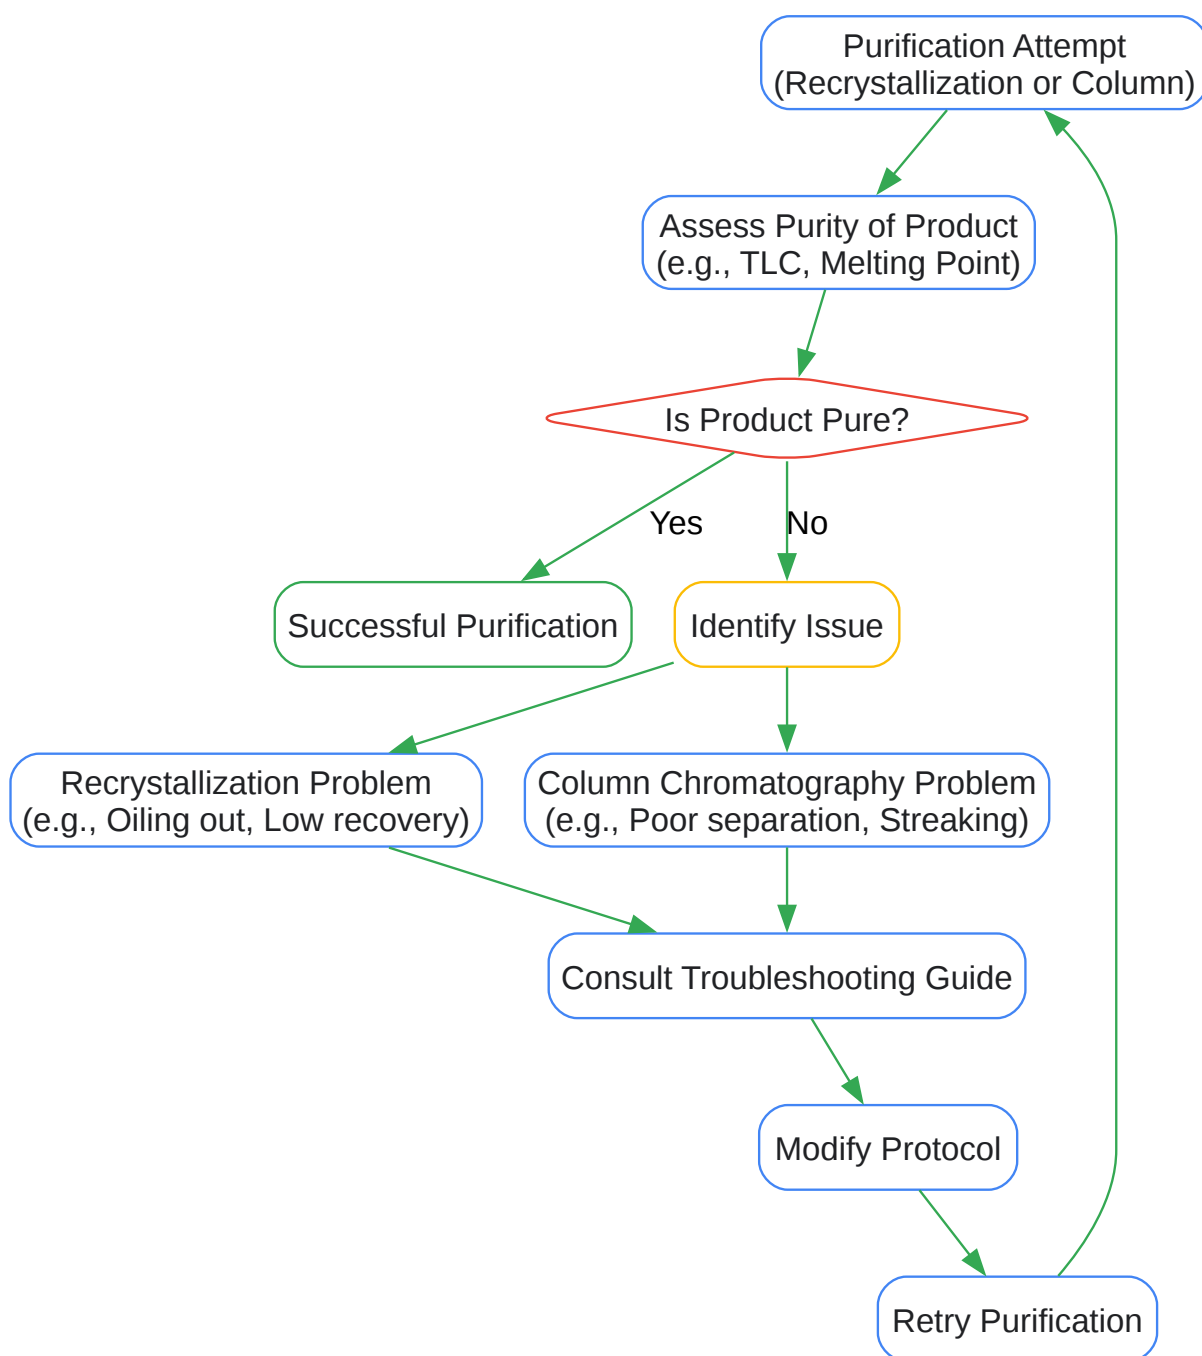 Purification Attempt
(Recrystallization or Column)
Assess Purity of Product
(e.g., TLC, Melting Point)
Is Product Pure?
Yes
No
Successful Purification
Identify Issue
Recrystallization Problem
(e.g., Oiling out, Low recovery)
Column Chromatography Problem
(e.g., Poor separation, Streaking)
Consult Troubleshooting Guide
Modify Protocol
Retry Purification